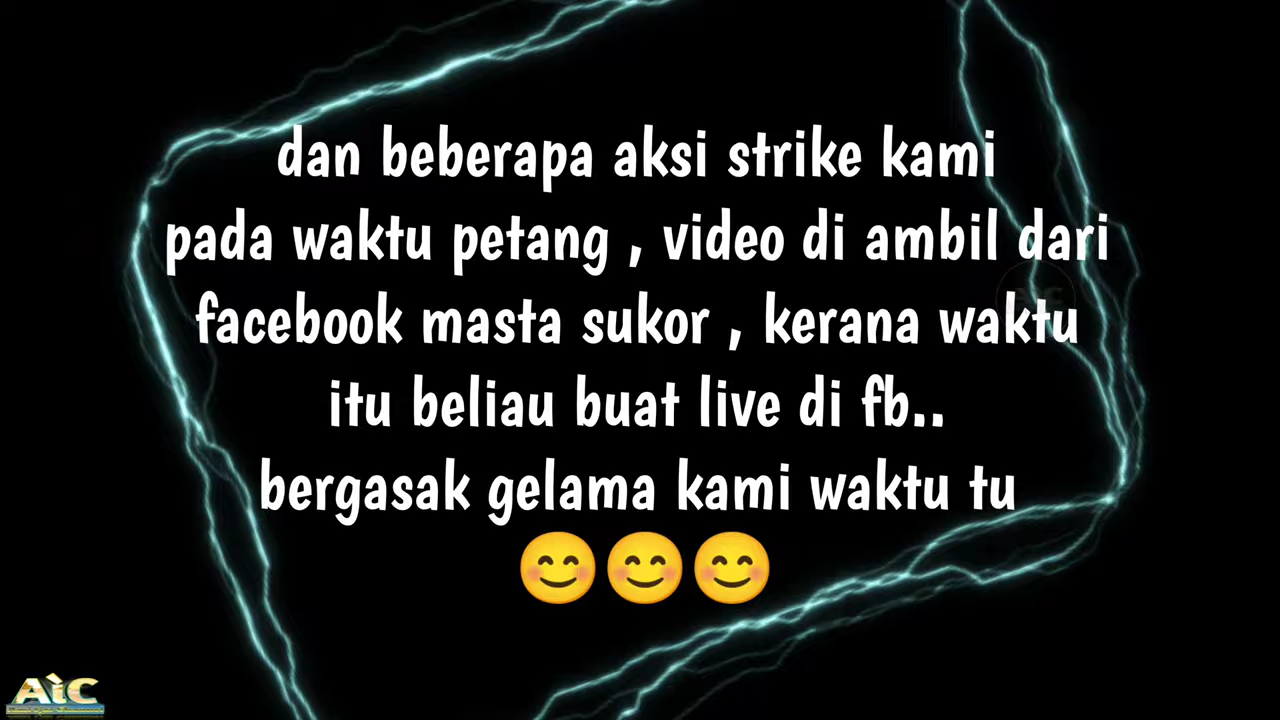 dan beberapa aksi strike kami
pada waktu petang , video di ambil dari
facebook masta sukor , kerana waktu
itu beliau buat live di fb..
bergasak gelama kami waktu tu
😊😊😊
AiC